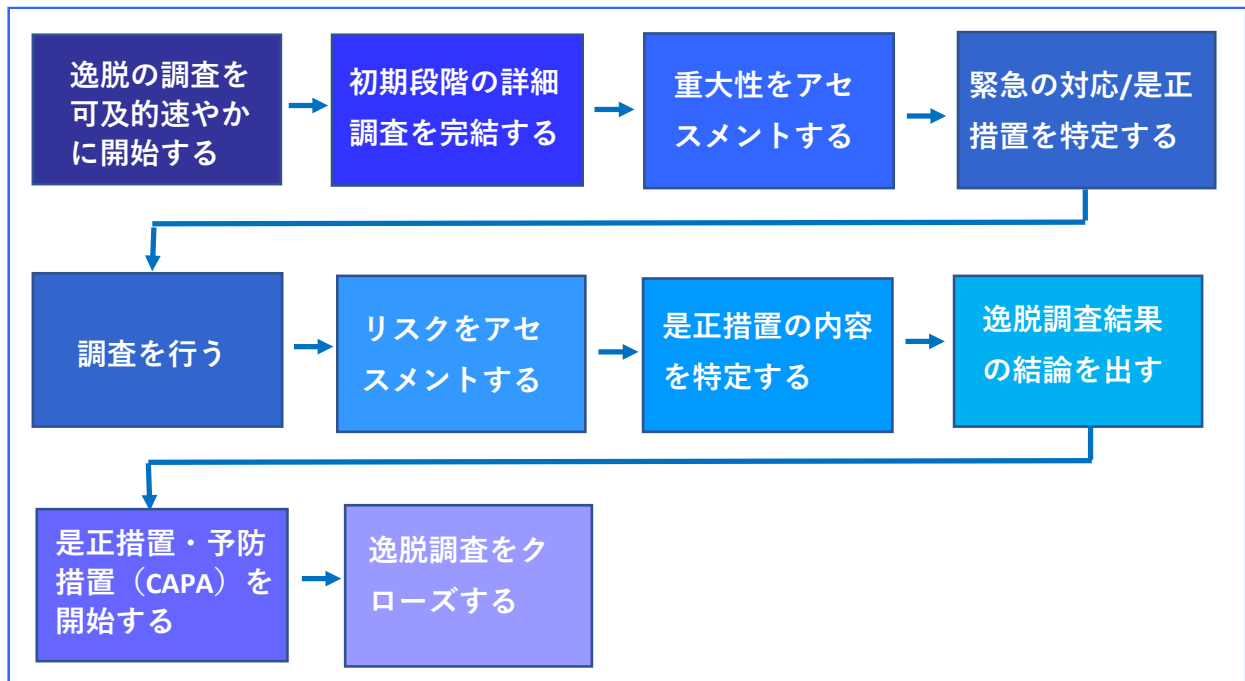 逸脱の調査を
可及的速やか
に開始する
初期段階の詳細
調査を完結する
重大性をアセ
スメントする
緊急の対応/是正
措置を特定する
調査を行う
リスクをアセ
スメントする
是正措置の内容
を特定する
逸脱調査結果
の結論を出す
是正措置・予防
措置（CAPA）を
開始する
逸脱調査をク
ローズする